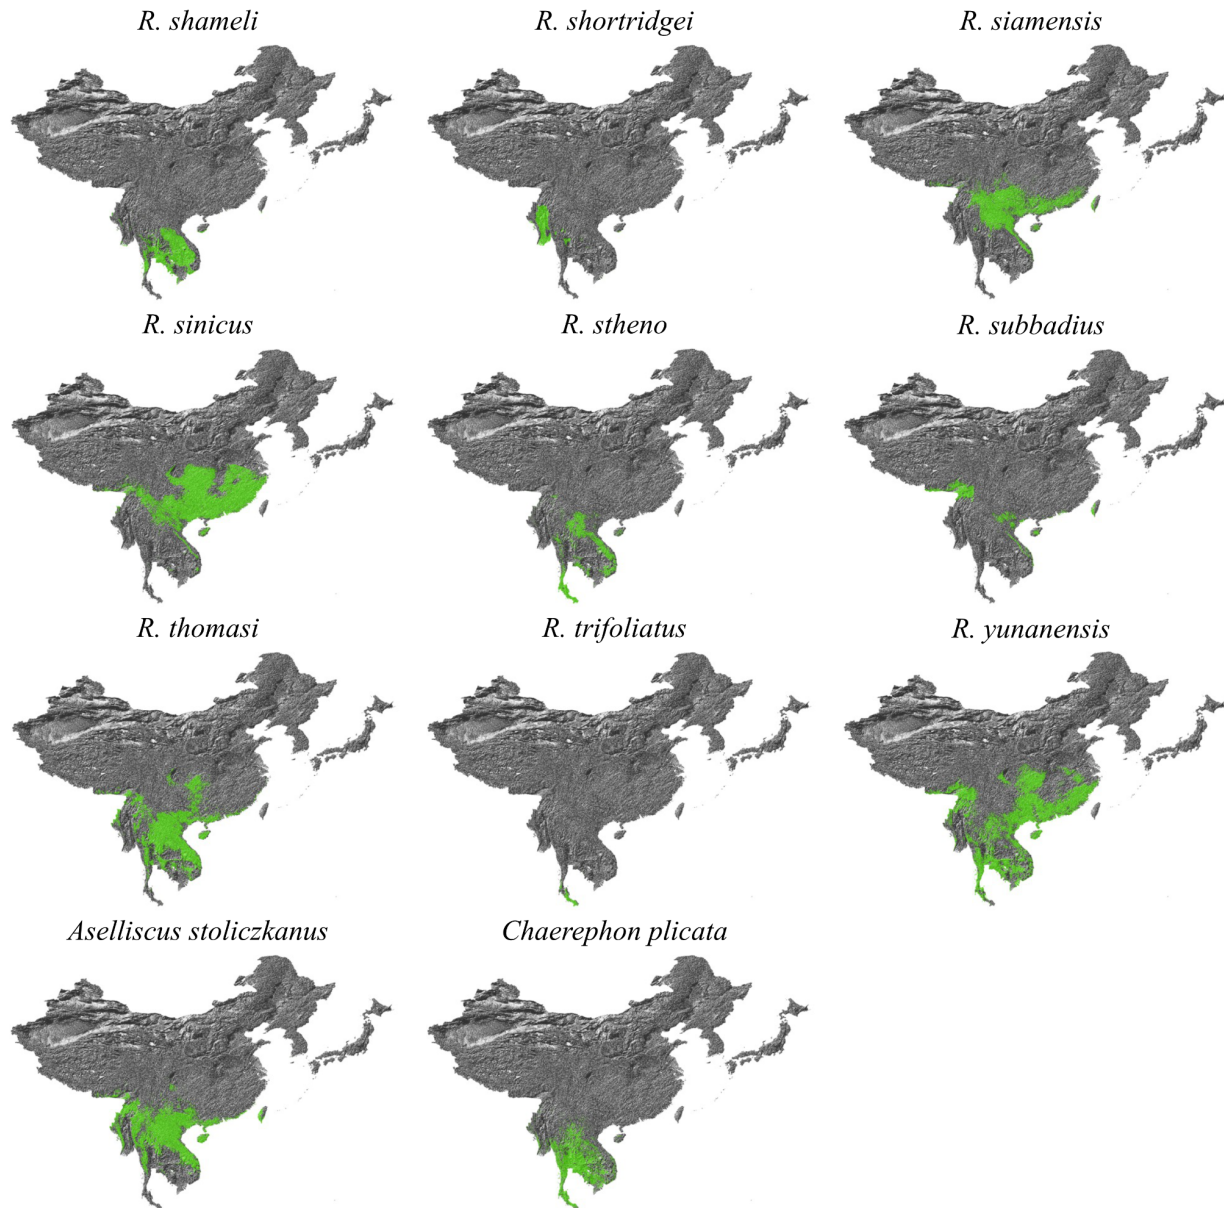 R. shameli
R. shortridgei
R. siamensis
R. sinicus
R. stheno
R. subbadius
R. thomasi
R. trifoliatus
R. yunanensis
Aselliscus stoliczkanus
Chaerephon plicata